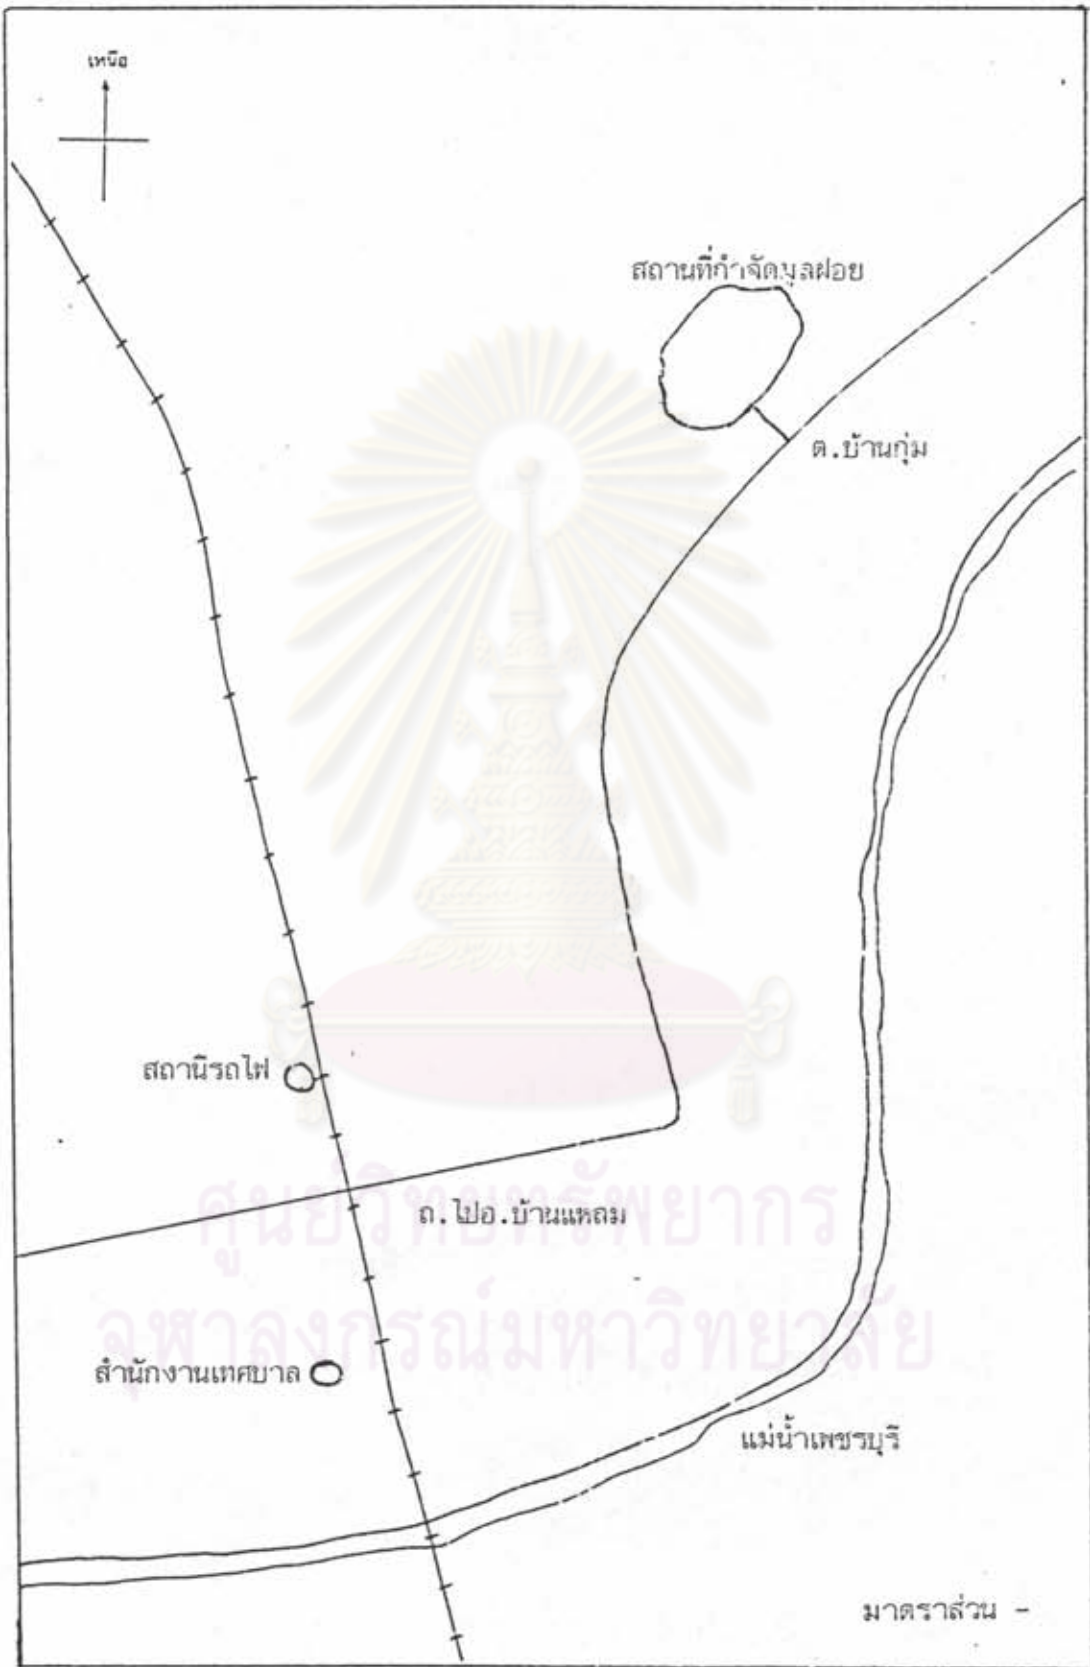 เหนือ
สถานที่กำจัดมูลฝอย
ต.บ้านกุ่ม
สถานีรถไฟ
ถ.ไปอ.บ้านแหลม
ศูนย์วิทยทรัพยากร
จุฬาลงกรณ์มหาวิทยาลัย
สำนักงานเทศบาล
แม่น้ำเพชรบุรี
มาตราส่วน -